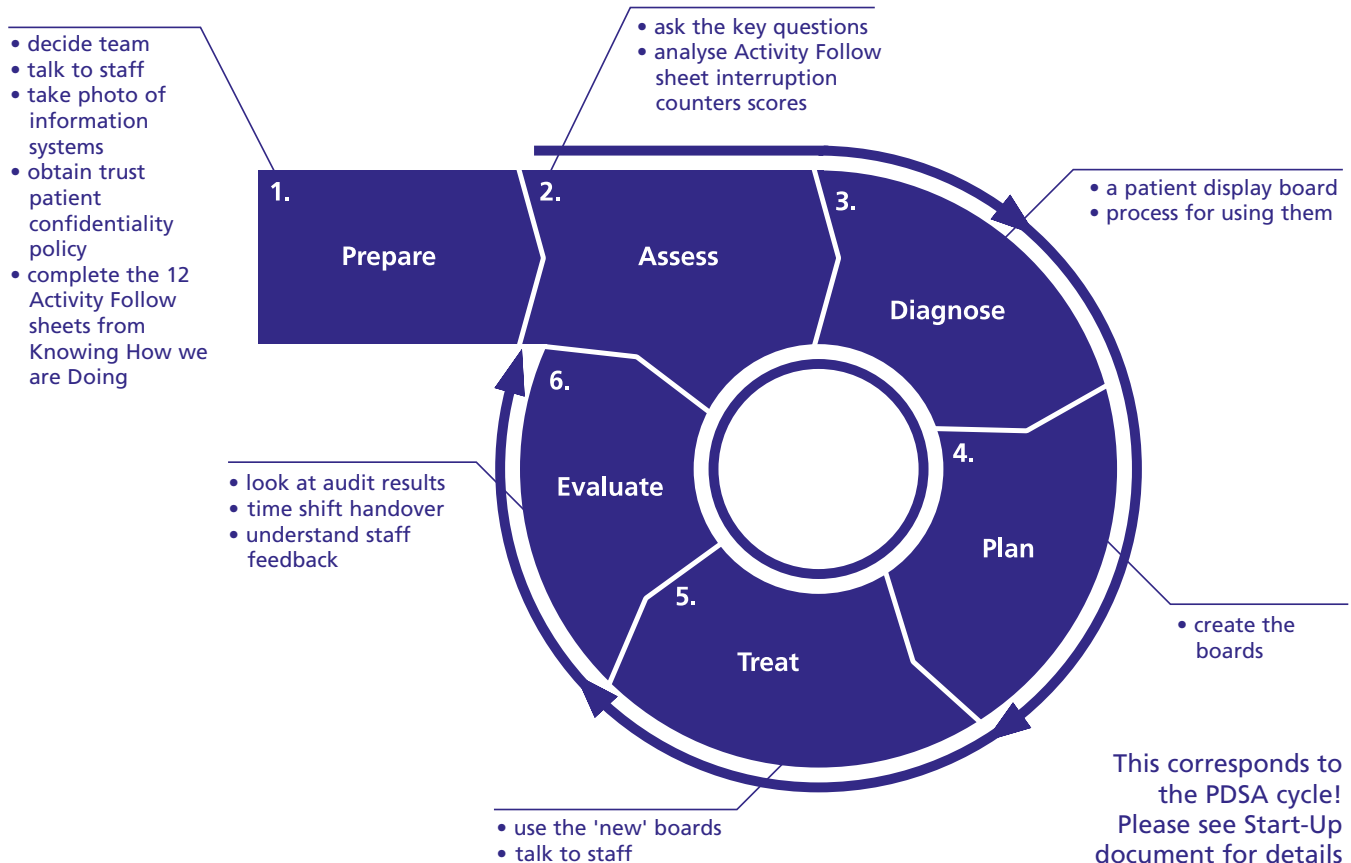 • decide team
• talk to staff
• take photo of
information
systems
• obtain trust
patient
confidentiality
policy
• complete the 12
Activity Follow
sheets from
Knowing How we
are Doing
• ask the key questions
• analyse Activity Follow
sheet interruption
counters scores
• a patient display board
• process for using them
1.
Prepare
2.
Assess
3.
Diagnose
4.
Plan
5.
Treat
6.
Evaluate
• look at audit results
• time shift handover
• understand staff
feedback
• create the
boards
• use the 'new' boards
• talk to staff
This corresponds to
the PDSA cycle!
Please see Start-Up
document for details